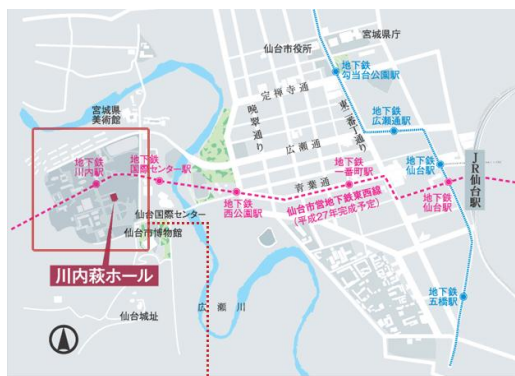 宮城県庁
仙台市役所
地下鉄
勾当台公園駅
定禅寺通
晩翠通り
東二番丁通り
地下鉄
広瀬通駅
宮城県
美術館
広瀬通
地下鉄
川内駅
地下鉄
国際センター駅
地下鉄
一番町駅
地下鉄
仙台駅
JR仙台駅
青葉通
地下鉄
西公園駅
仙台市営地下鉄東西線
(平成27年完成予定)
地下鉄
仙台駅
仙台国際センター
仙台市博物館
川内萩ホール
広瀬川
地下鉄
五橋駅
仙台城址